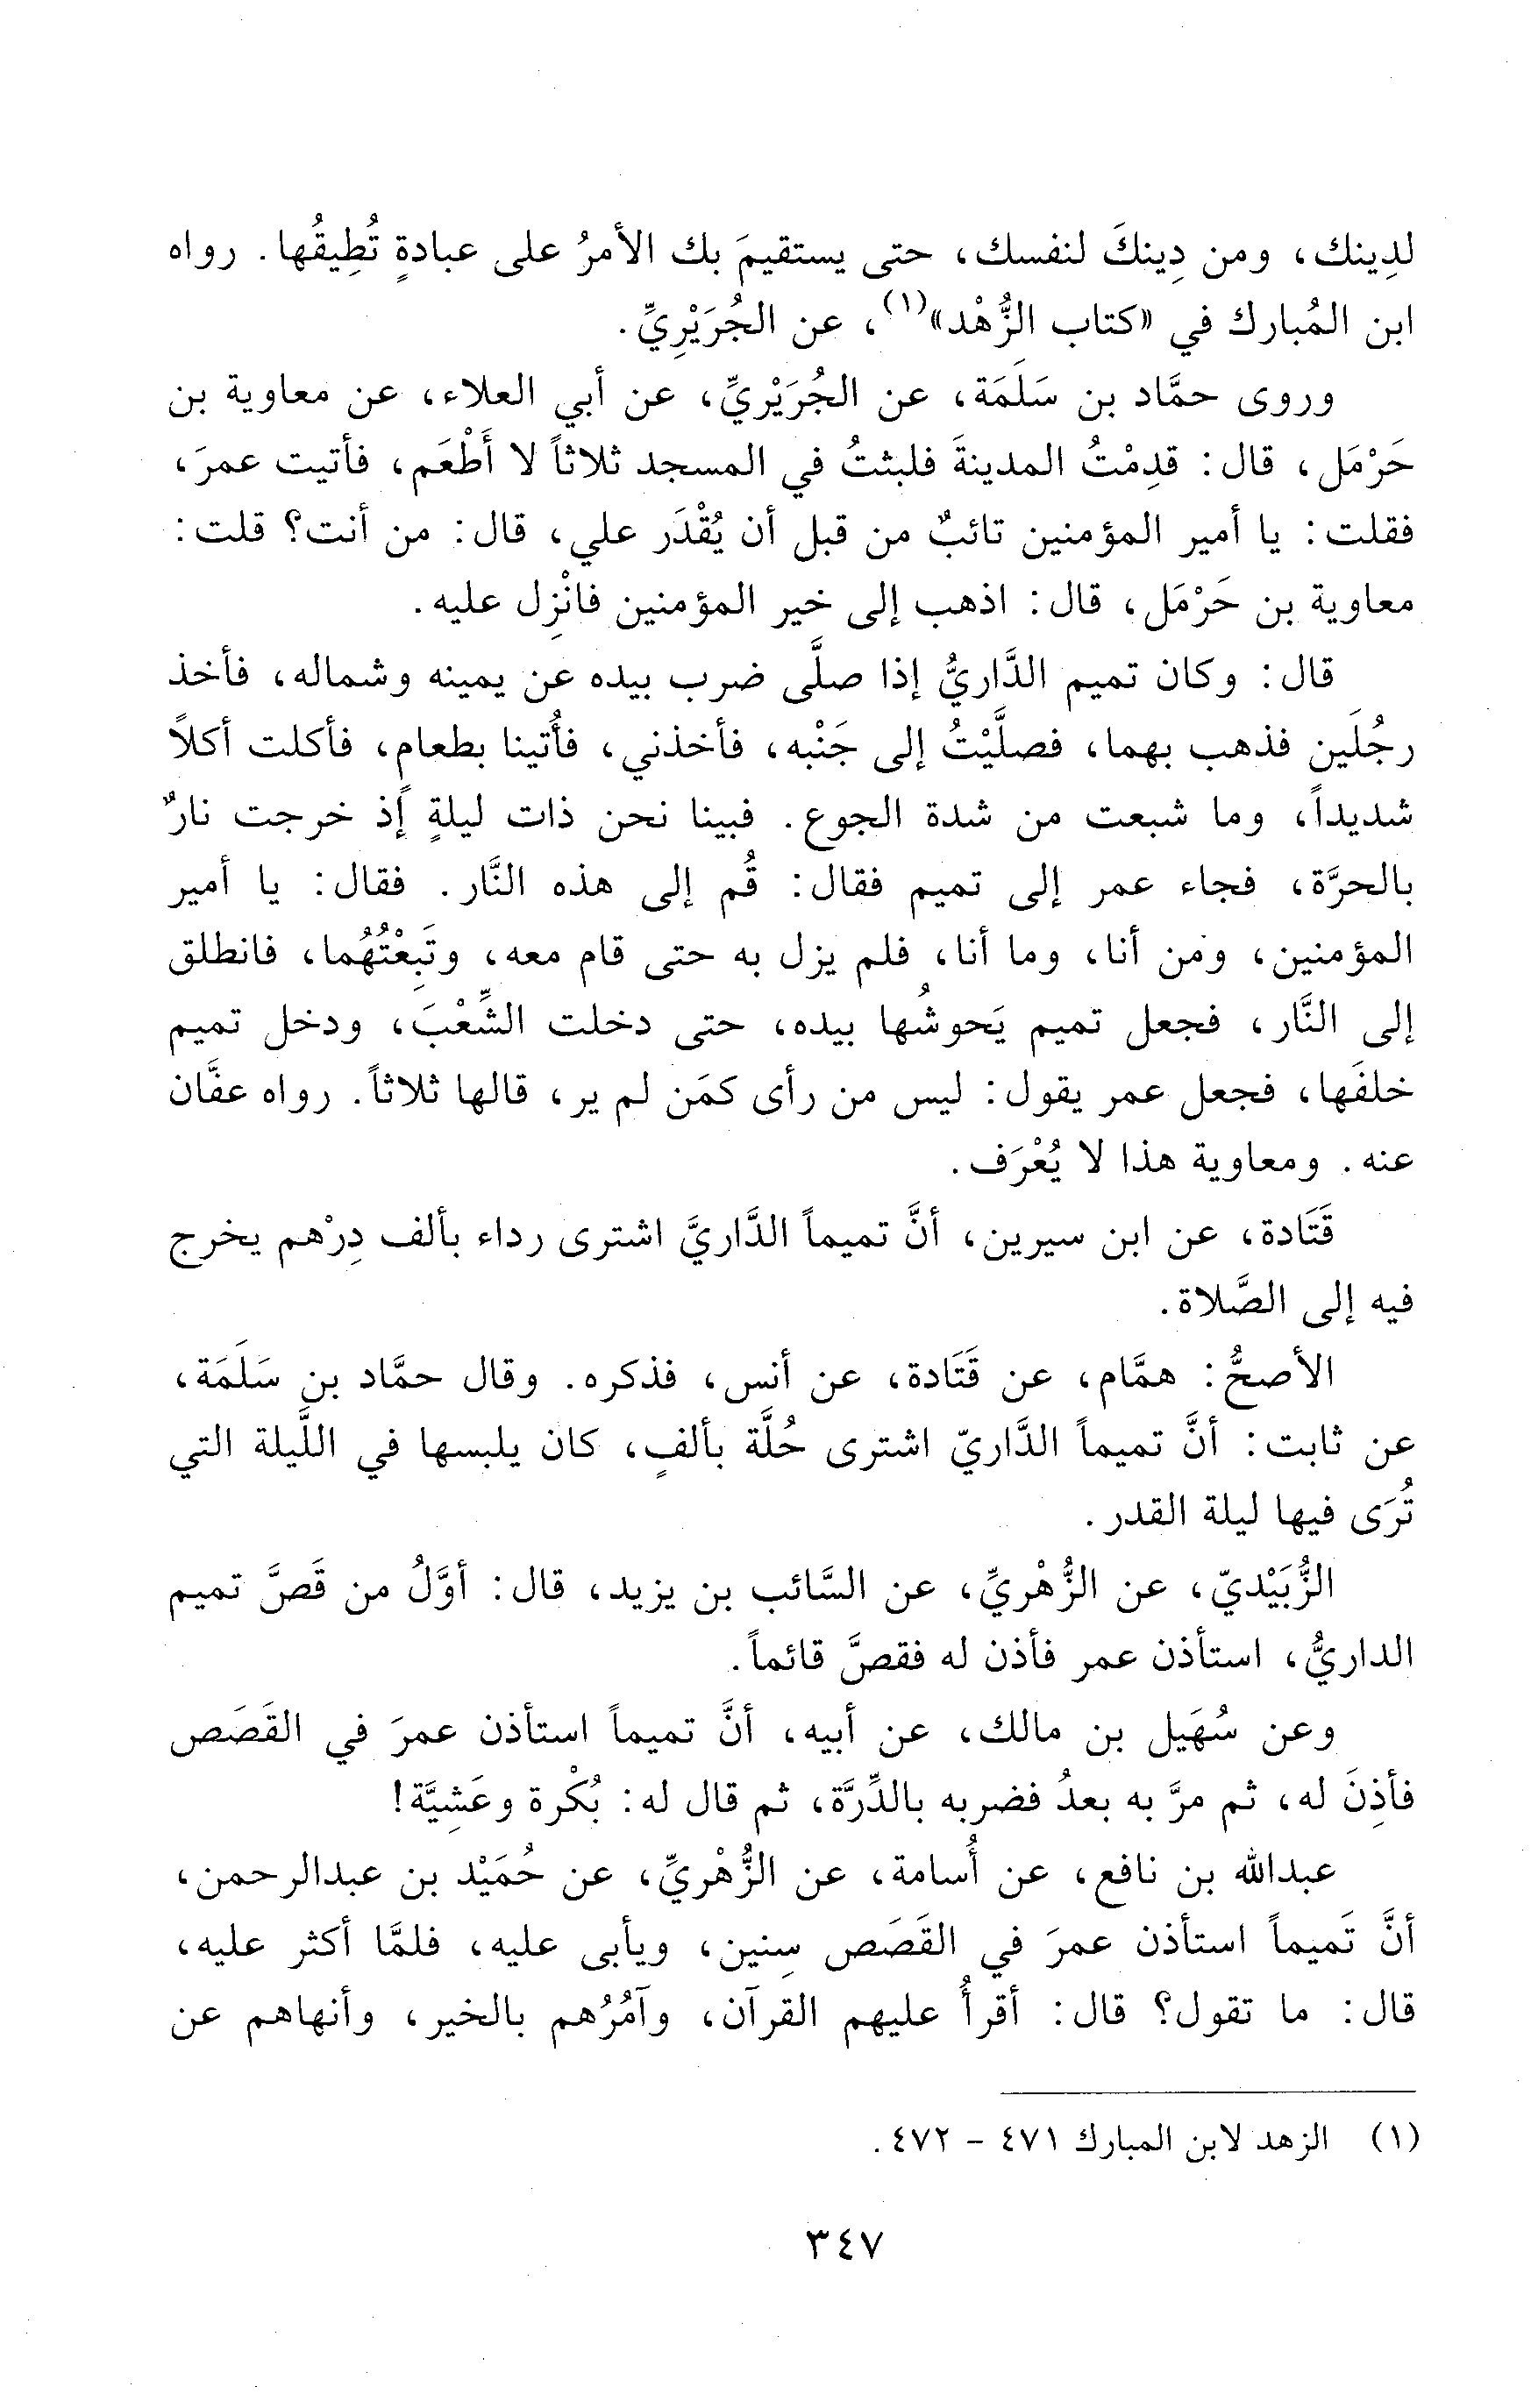 لدِينك، ومن دِينكَ لنفسك، حتى يستقيمَ بك الأمرُ على عبادةٍ تُطِيقُها. رواه
ابن المُبارك في «كتاب الزُّهْد»(١)، عن الجُرَيْرِيِّ.
وروى حمَّاد بن سَلَمَة، عن الجُرَيْريِّ، عن أبي العلاء، عن معاوية بن
حَرْمَل، قال: قدِمْتُ المدينةَ فلبثتُ في المسجد ثلاثاً لا أَطْعَم، فأتيت عمرَ،
فقلت: يا أمير المؤمنين تائبٌ من قبل أن يُقْدَر علي، قال: من أنت؟ قلت:
معاوية بن حَرْمَل، قال: اذهب إلى خير المؤمنين فانْزِل عليه.
قال: وكان تميم الدَّاريُّ إذا صلَّى ضرب بيده عن يمينه وشماله، فأخذ
رجُلَين فذهب بهما، فصلَّيْتُ إلى جَنْبه، فأخذني، فأُتينا بطعام، فأكلت أكلاً
شديداً، وما شبعت من شدة الجوع. فبينا نحن ذات ليلةٍ إذ خرجت نارٌ
بالحرَّة، فجاء عمر إلى تميم فقال: قُم إلى هذه النَّار. فقال: يا أمير
المؤمنين، ومن أنا، وما أنا، فلم يزل به حتى قام معه، وتَبِعْتُهُما، فانطلق
إلى النَّار، فجعل تميم يَحوشُها بيده، حتى دخلت الشِّعْبَ، ودخل تميم
خلفَها، فجعل عمر يقول: ليس من رأى كمَن لم ير، قالها ثلاثاً. رواه عفَّان
عنه. ومعاوية هذا لا يُعْرَف.
قَتَادة، عن ابن سيرين، أنَّ تميماً الدَّاريَّ اشترى رداء بألف دِرْهم يخرج
فيه إلى الصَّلاة.
الأصحُّ: همَّام، عن قَتَادة، عن أنس، فذكره. وقال حمَّاد بن سَلَمَة،
عن ثابت: أنَّ تميماً الدَّاريّ اشترى حُلَّة بألفٍ، كان يلبسها في اللَّيلة التي
تُرَى فيها ليلة القدر.
الزُّبَيْديّ، عن الزُّهْريِّ، عن السَّائب بن يزيد، قال: أوَّلُ من قَصَّ تميم
الداريُّ، استأذن عمر فأذن له فقصَّ قائماً.
وعن سُهَيل بن مالك، عن أبيه، أنَّ تميماً استأذن عمرَ في القَصَص
فأذِنَ له، ثم مرَّ به بعدُ فضربه بالدِّرَّة، ثم قال له: بُكْرة وعَشِيَّة!
عبدالله بن نافع، عن أُسامة، عن الزُّهْريِّ، عن حُمَيْد بن عبدالرحمن،
أنَّ تَميماً استأذن عمرَ في القَصَص سِنين، ويأبى عليه، فلمَّا أكثر عليه،
قال: ما تقول؟ قال: أقرأُ عليهم القرآن، وآمُرُهم بالخير، وأنهاهم عن
(١) الزهد لابن المبارك ٤٧١ - ٤٧٢.
٣٤٧